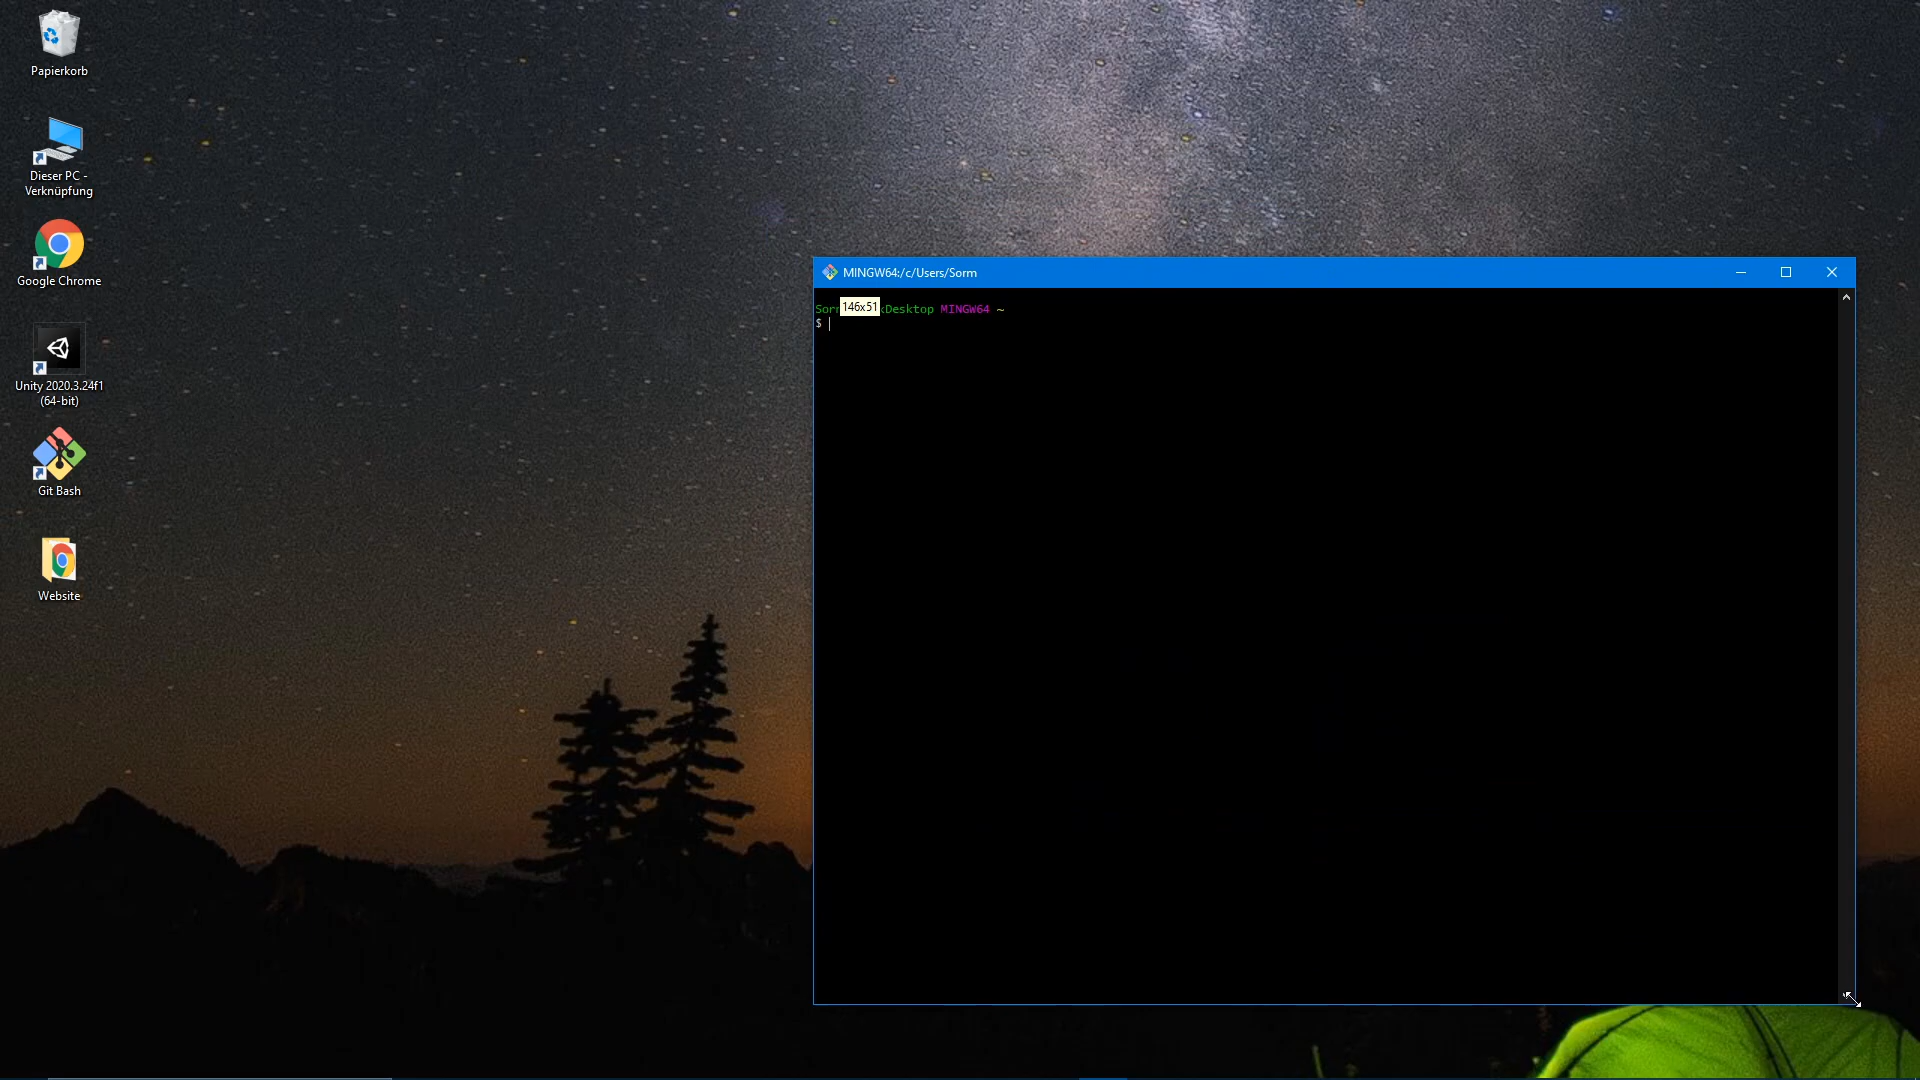 Papierkorb
Dieser PC -
Verknüpfung
Google Chrome
Unity 2020.3.24f1
(64-bit)
Git Bash
Website
MINGW64:/c/Users/Sorm
146x51
MINGW64 ~
$